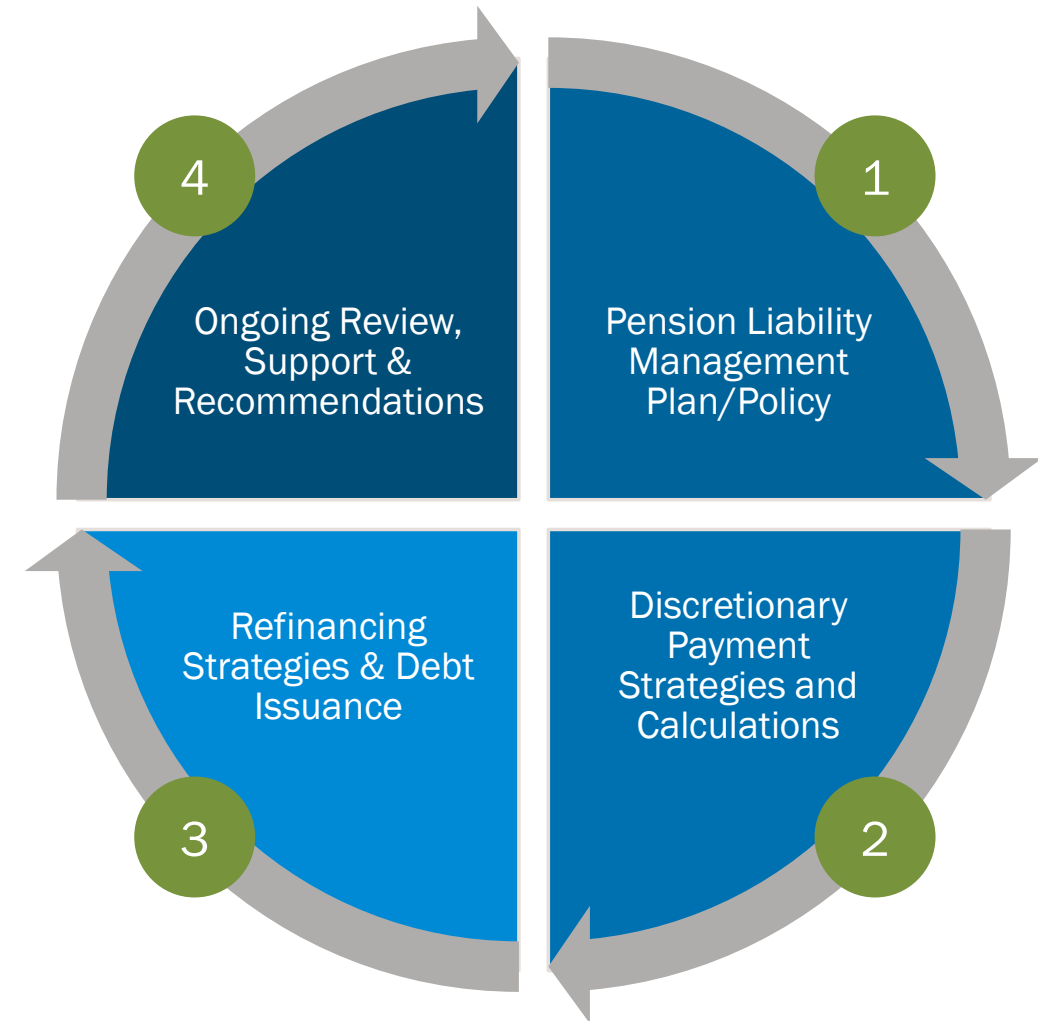 1
Pension Liability
Management
Plan/Policy
2
Discretionary
Payment
Strategies and
Calculations
3
Refinancing
Strategies & Debt
Issuance
4
Ongoing Review,
Support &
Recommendations